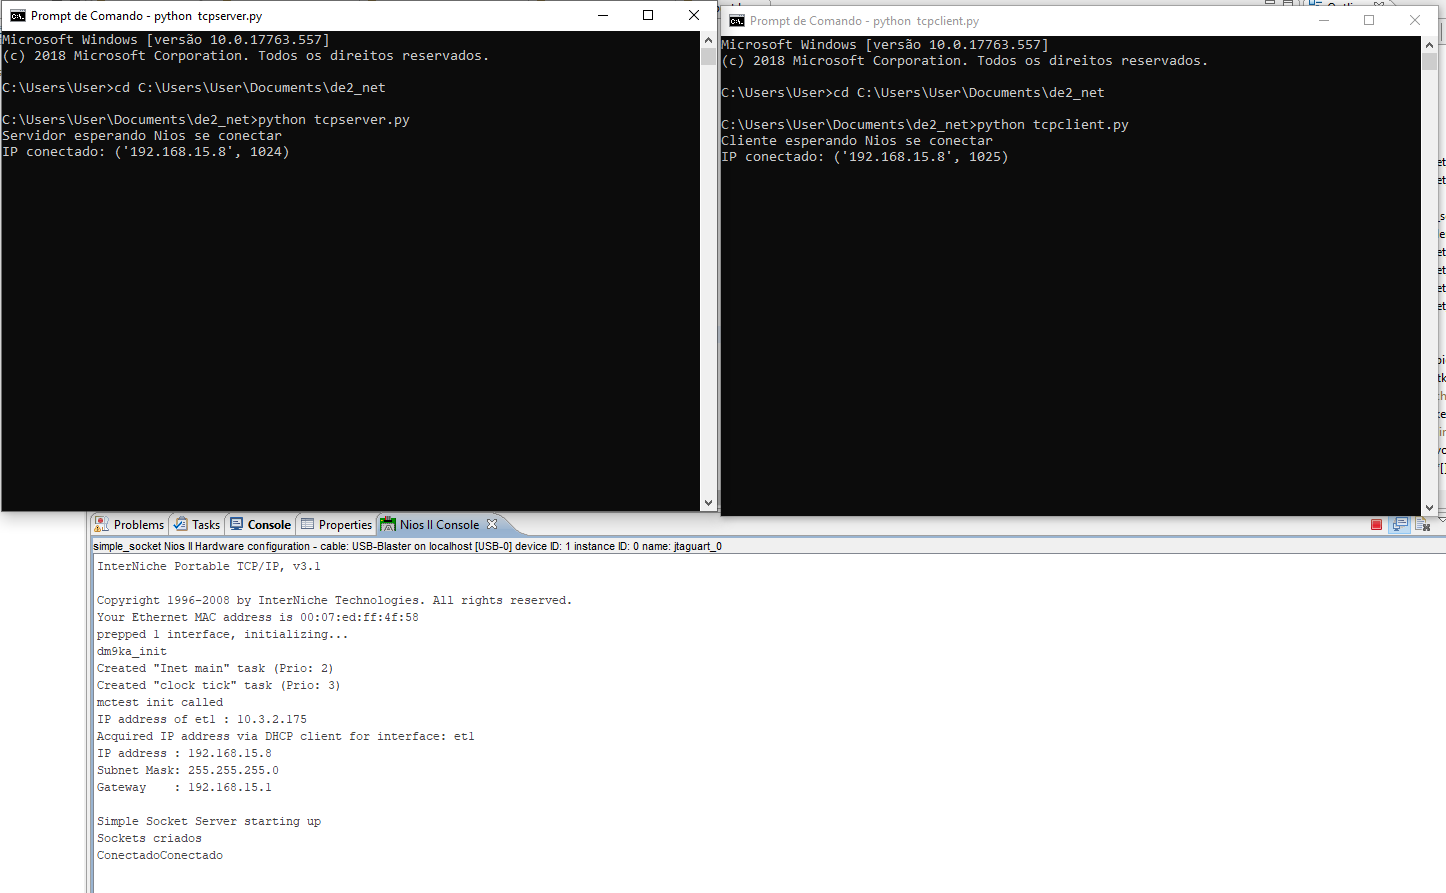 Prompt de Comando - python  tcpserver.py
Microsoft Windows [versão 10.0.17763.557]
(c) 2018 Microsoft Corporation. Todos os direitos reservados.
C:\Users\User>cd C:\Users\User\Documents\de2_net
C:\Users\User\Documents\de2_net>python tcpserver.py
Servidor esperando Nios se conectar
IP conectado: ('192.168.15.8', 1024)
Prompt de Comando - python  tcpclient.py
Microsoft Windows [versão 10.0.17763.557]
(c) 2018 Microsoft Corporation. Todos os direitos reservados.
C:\Users\User>cd C:\Users\User\Documents\de2_net
C:\Users\User\Documents\de2_net>python tcpclient.py
Cliente esperando Nios se conectar
IP conectado: ('192.168.15.8', 1025)
Problems Tasks Console Properties Nios II Console
simple_socket Nios II Hardware configuration - cable: USB-Blaster on localhost [USB-0] device ID: 1 instance ID: 0 name: jtaguart_0
InterNiche Portable TCP/IP, v3.1
Copyright 1996-2008 by InterNiche Technologies. All rights reserved.
Your Ethernet MAC address is 00:07:ed:ff:4f:58
prepped 1 interface, initializing...
dm9ka_init
Created "Inet main" task (Prio: 2)
Created "clock tick" task (Prio: 3)
mctest init called
IP address of et1 : 10.3.2.175
Acquired IP address via DHCP client for interface: et1
IP address : 192.168.15.8
Subnet Mask: 255.255.255.0
Gateway    : 192.168.15.1
Simple Socket Server starting up
Sockets criados
ConectadoConectado